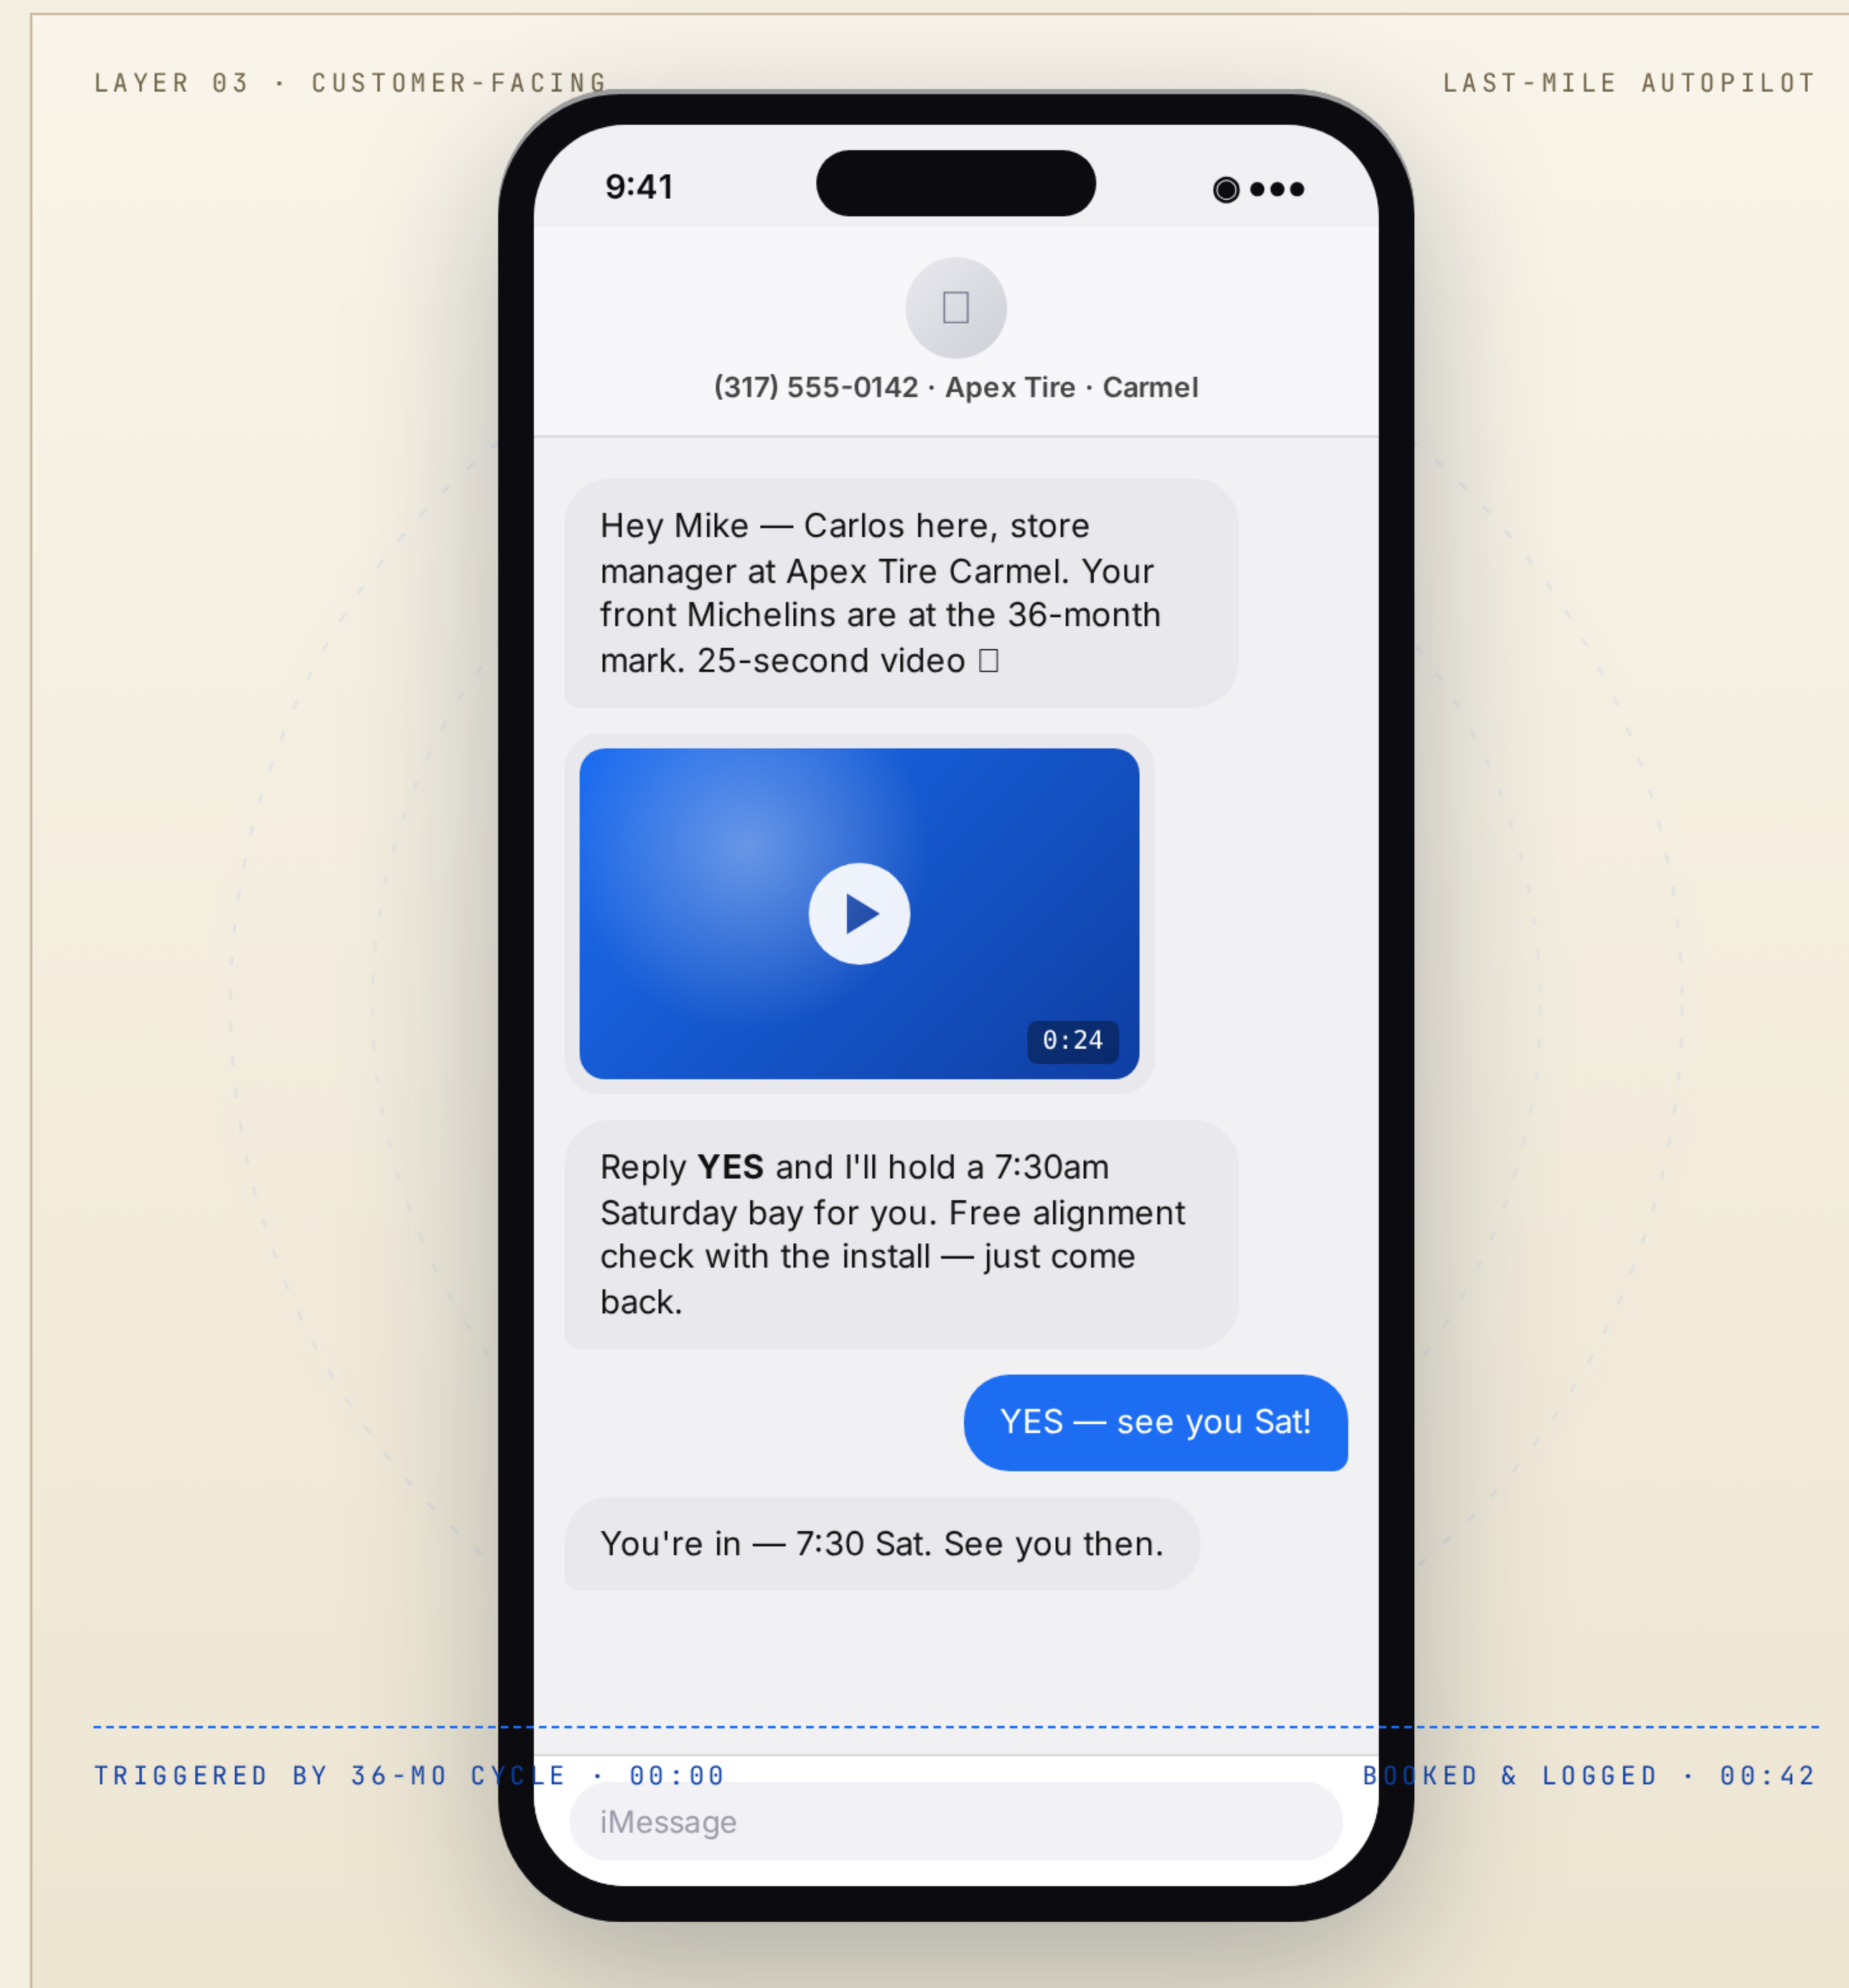 LAYER 03 · CUSTOMER-FACING
LAST-MILE AUTOPILOT
9:41
(317) 555-0142 · Apex Tire · Carmel
Hey Mike — Carlos here, store
manager at Apex Tire Carmel. Your
front Michelins are at the 36-month
mark. 25-second video
0:24
Reply YES and I'll hold a 7:30am
Saturday bay for you. Free alignment
check with the install — just come
back.
YES — see you Sat!
You're in — 7:30 Sat. See you then.
TRIGGERED BY 36-MO CYCLE · 00:00
BOOKED & LOGGED · 00:42
iMessage